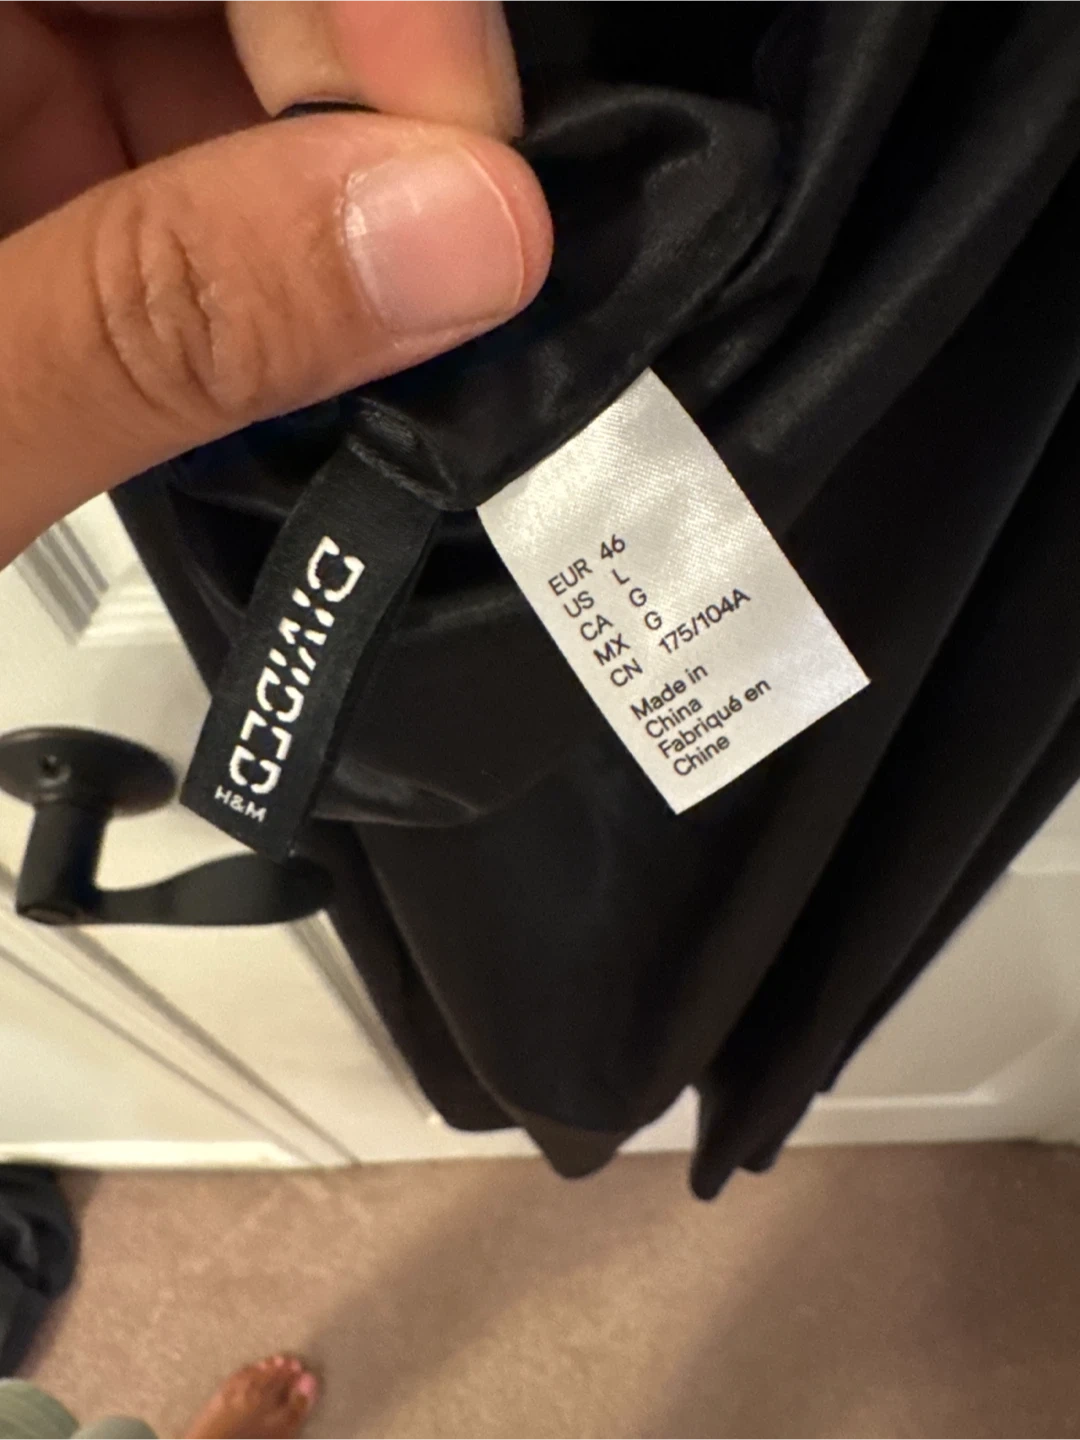 DIVIDED
H&M
EUR 46
US L
CA G
MX G
CN 175/104A
Made in
China
Fabriqué en
Chine